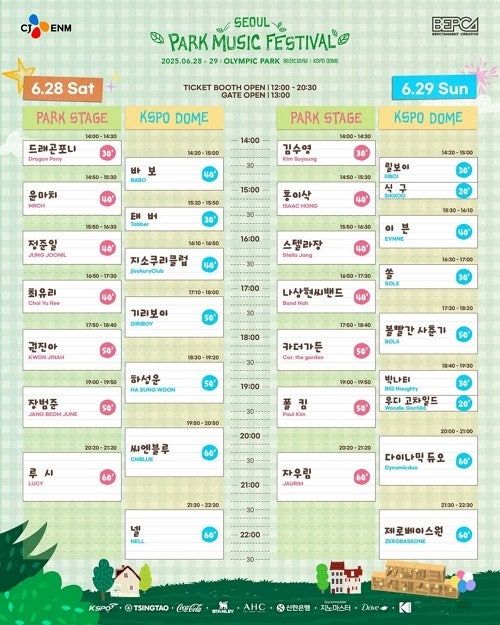 CJ ENM
SEOUL
PARK MUSIC FESTIVAL
2025.06.28 - 29 | OLYMPIC PARK | KSPO DOME
BEPC
BEPCTANGENT CREATIVE
6.28 Sat
TICKET BOOTH OPEN | 12:00 - 20:30
GATE OPEN | 13:00
6.29 Sun
PARK STAGE
KSPO DOME
14:00 - 14:30
드래곤포니
Dragon Pony
30'
14:20 - 15:00
바 보
BABO
40'
14:50 - 15:30
윤마치
MRCH
40'
15:20 - 15:50
태 버
Tabber
30'
15:50 - 16:30
정준일
JUNG JOONIL
40'
16:10 - 16:50
지소쿠리클럽
jisokuryClub
40'
16:50 - 17:30
최유리
Choi Yu Ree
40'
17:10 - 18:00
기리보이
GIRIBOY
50'
17:50 - 18:40
권진아
KWON JINAH
50'
18:30 - 19:20
하성운
HA SUNG WOON
50'
19:00 - 19:50
장범준
JANG BEOM JUNE
50'
19:50 - 20:50
씨엔블루
CNBLUE
60'
20:20 - 21:20
루 시
LUCY
60'
21:30 - 22:30
넬
NELL
60'
14:00
30
15:00
30
16:00
30
17:00
30
18:00
30
19:00
30
20:00
30
21:00
30
22:00
30
PARK STAGE
KSPO DOME
14:00 - 14:30
김수영
Kim Suyoung
30'
14:20 - 15:00
릴보이
30'
식 구
SIKKOO
20'
14:50 - 15:30
홍이삭
ISAAC HONG
40'
15:30 - 16:10
이 븐
EVNNE
40'
15:50 - 16:30
스텔라장
Stella Jang
40'
16:30 - 17:00
쏠
SOLE
30'
16:50 - 17:30
나상현씨밴드
Band Nah
40'
17:30 - 18:20
볼빨간 사춘기
BOL4
50'
17:50 - 18:40
카더가든
Car, the garden
50'
18:40 - 19:30
빅나티
BIG Naughty
30'
우디 고차일드
Woodie Gochild
20'
19:00 - 19:50
폴 킴
Paul Kim
50'
20:00 - 21:00
다이나믹 듀오
Dynamicduo
60'
20:20 - 21:20
자우림
JAURIM
60'
21:30 - 22:30
제로베이스원
ZEROBASEONE
60'
KSPO
TSINGTAO
Coca-Cola
STANLEY
AHC
신한은행
지노마스터
Dove